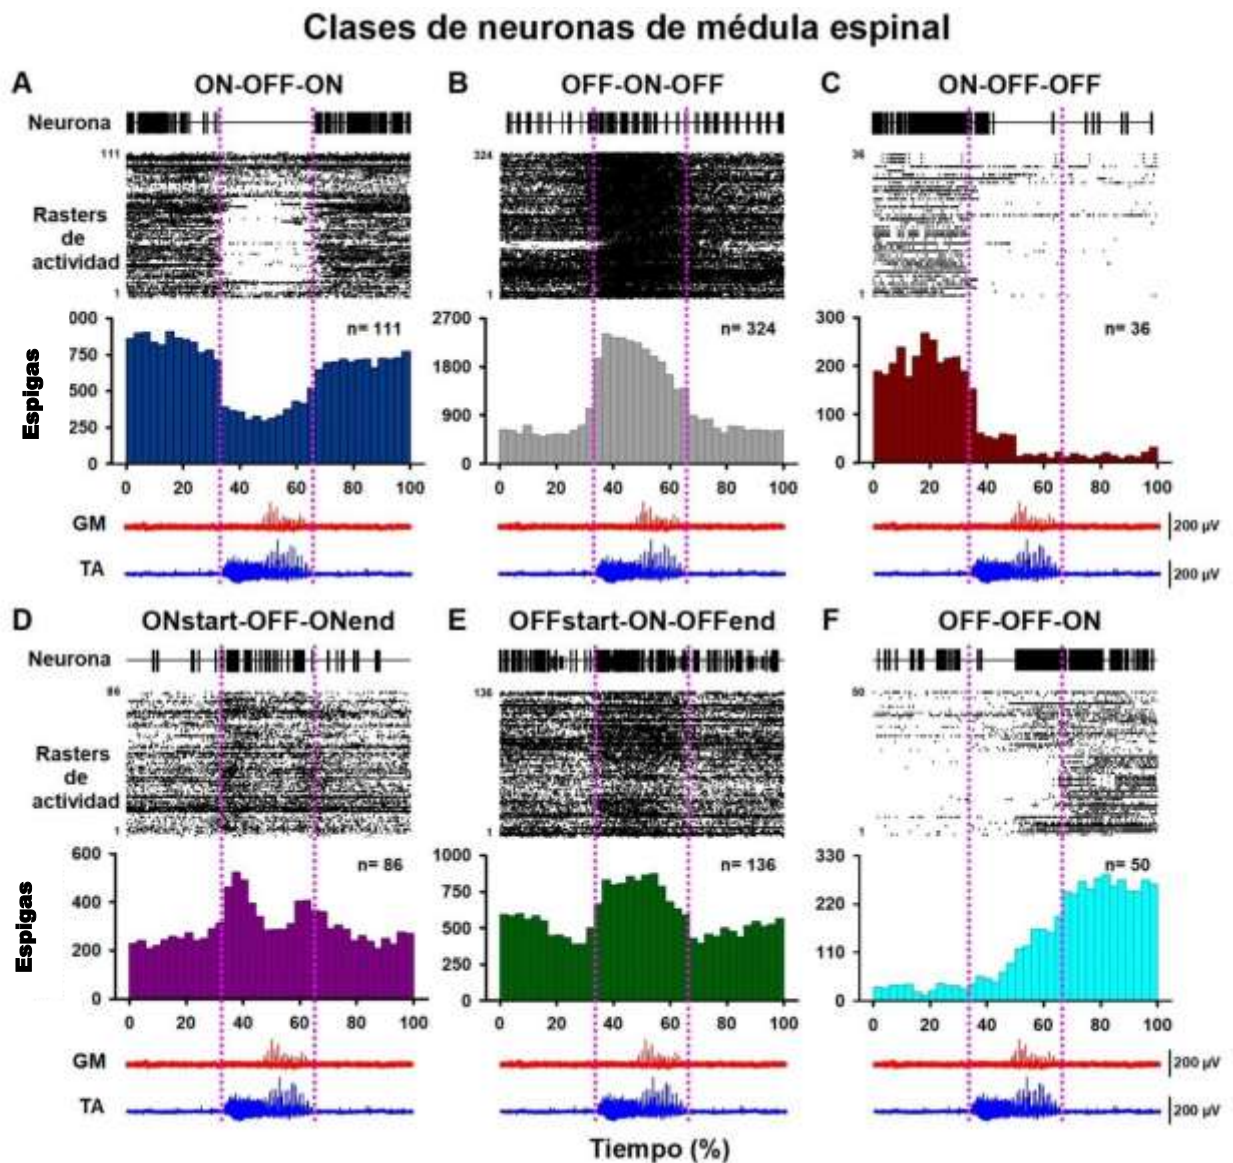 Clases de neuronas de médula espinal
A ON-OFF-ON
B OFF-ON-OFF
C ON-OFF-OFF
Neurona
111
324
36
Rasters
de
actividad
1
1
1
000
750
500
250
0
n= 111
2700
1800
900
0
n= 324
300
200
100
0
n= 36
Espigas
0 20 40 60 80 100
0 20 40 60 80 100
0 20 40 60 80 100
GM
200 µV
TA
200 µV
D ONstart-OFF-ONend
E OFFstart-ON-OFFend
F OFF-OFF-ON
Neurona
86
136
50
Rasters
de
actividad
1
1
1
600
400
200
0
n= 86
1000
750
500
250
0
n= 136
330
220
110
0
n= 50
Espigas
0 20 40 60 80 100
0 20 40 60 80 100
0 20 40 60 80 100
GM
200 µV
TA
200 µV
Tiempo (%)